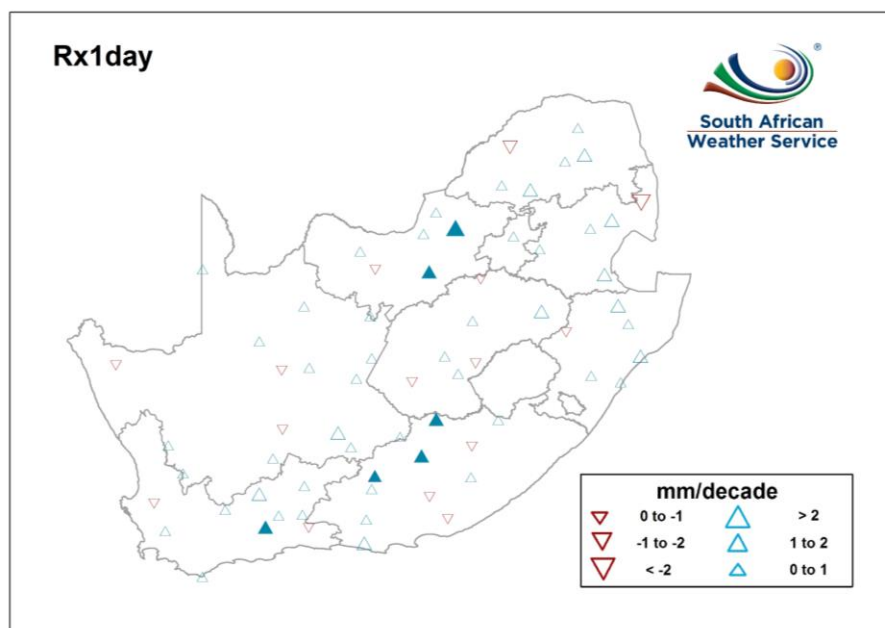 Rx1day
®
South African
Weather Service
mm/decade
0 to -1 > 2
-1 to -2 1 to 2
< -2 0 to 1